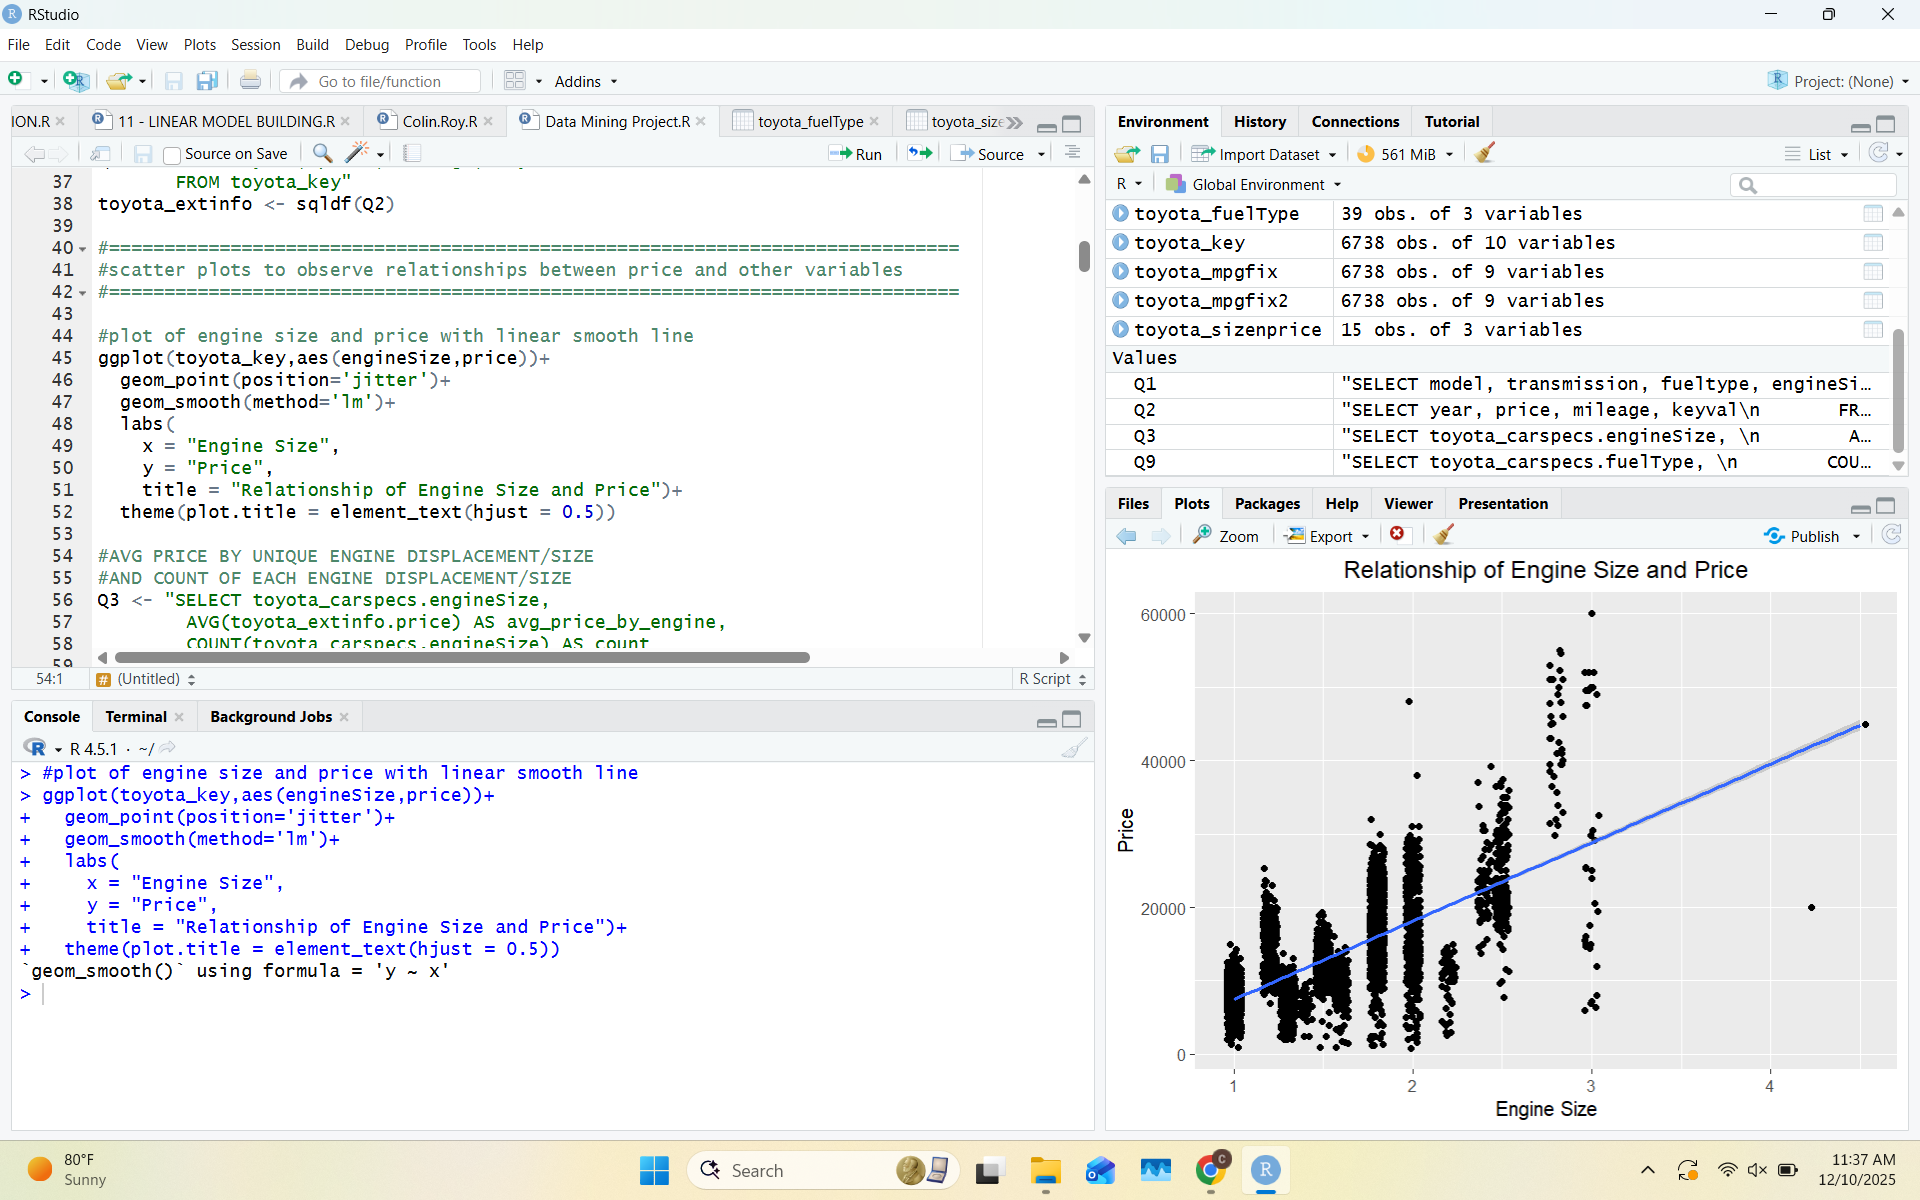 RStudio
File Edit Code View Plots Session Build Debug Profile Tools Help
Go to file/function Addins Project: (None)
ION.R 11 - LINEAR MODEL BUILDING.R Colin.Roy.R Data Mining Project.R toyota_fuelType toyota_size
Source on Save Run Source
37 FROM toyota_key"
38 toyota_extinfo <- sqldf(Q2)
39
40 #=============================================================================
41 #scatter plots to observe relationships between price and other variables
42 #=============================================================================
43
44 #plot of engine size and price with linear smooth line
45 ggplot(toyota_key,aes(engineSize,price))+
46 geom_point(position='jitter')+
47 geom_smooth(method='lm')+
48 labs(
49 x = "Engine Size",
50 y = "Price",
51 title = "Relationship of Engine Size and Price")+
52 theme(plot.title = element_text(hjust = 0.5))
53
54 #AVG PRICE BY UNIQUE ENGINE DISPLACEMENT/SIZE
55 #AND COUNT OF EACH ENGINE DISPLACEMENT/SIZE
56 Q3 <- "SELECT toyota_carspecs.engineSize,
57 AVG(toyota_extinfo.price) AS avg_price_by_engine,
58 COUNT(toyota_carspecs.engineSize) AS count
59
54:1 # (Untitled) R Script
Console Terminal Background Jobs
R R 4.5.1 · ~/
> #plot of engine size and price with linear smooth line
> ggplot(toyota_key,aes(engineSize,price))+
+ geom_point(position='jitter')+
+ geom_smooth(method='lm')+
+ labs(
+ x = "Engine Size",
+ y = "Price",
+ title = "Relationship of Engine Size and Price")+
+ theme(plot.title = element_text(hjust = 0.5))
`geom_smooth()` using formula = 'y ~ x'
>
Environment History Connections Tutorial
Import Dataset 561 MiB List
R Global Environment
toyota_fuelType 39 obs. of 3 variables
toyota_key 6738 obs. of 10 variables
toyota_mpgfix 6738 obs. of 9 variables
toyota_mpgfix2 6738 obs. of 9 variables
toyota_sizenprice 15 obs. of 3 variables
Values
Q1 "SELECT model, transmission, fueltype, engineSi…
Q2 "SELECT year, price, mileage, keyval\n FR…
Q3 "SELECT toyota_carspecs.engineSize, \n A…
Q9 "SELECT toyota_carspecs.fuelType, \n COU…
Files Plots Packages Help Viewer Presentation
Zoom Export Publish
Relationship of Engine Size and Price
60000
40000
20000
0
Price
1 2 3 4
Engine Size
80°F
Sunny
Search
C
R
11:37 AM
12/10/2025